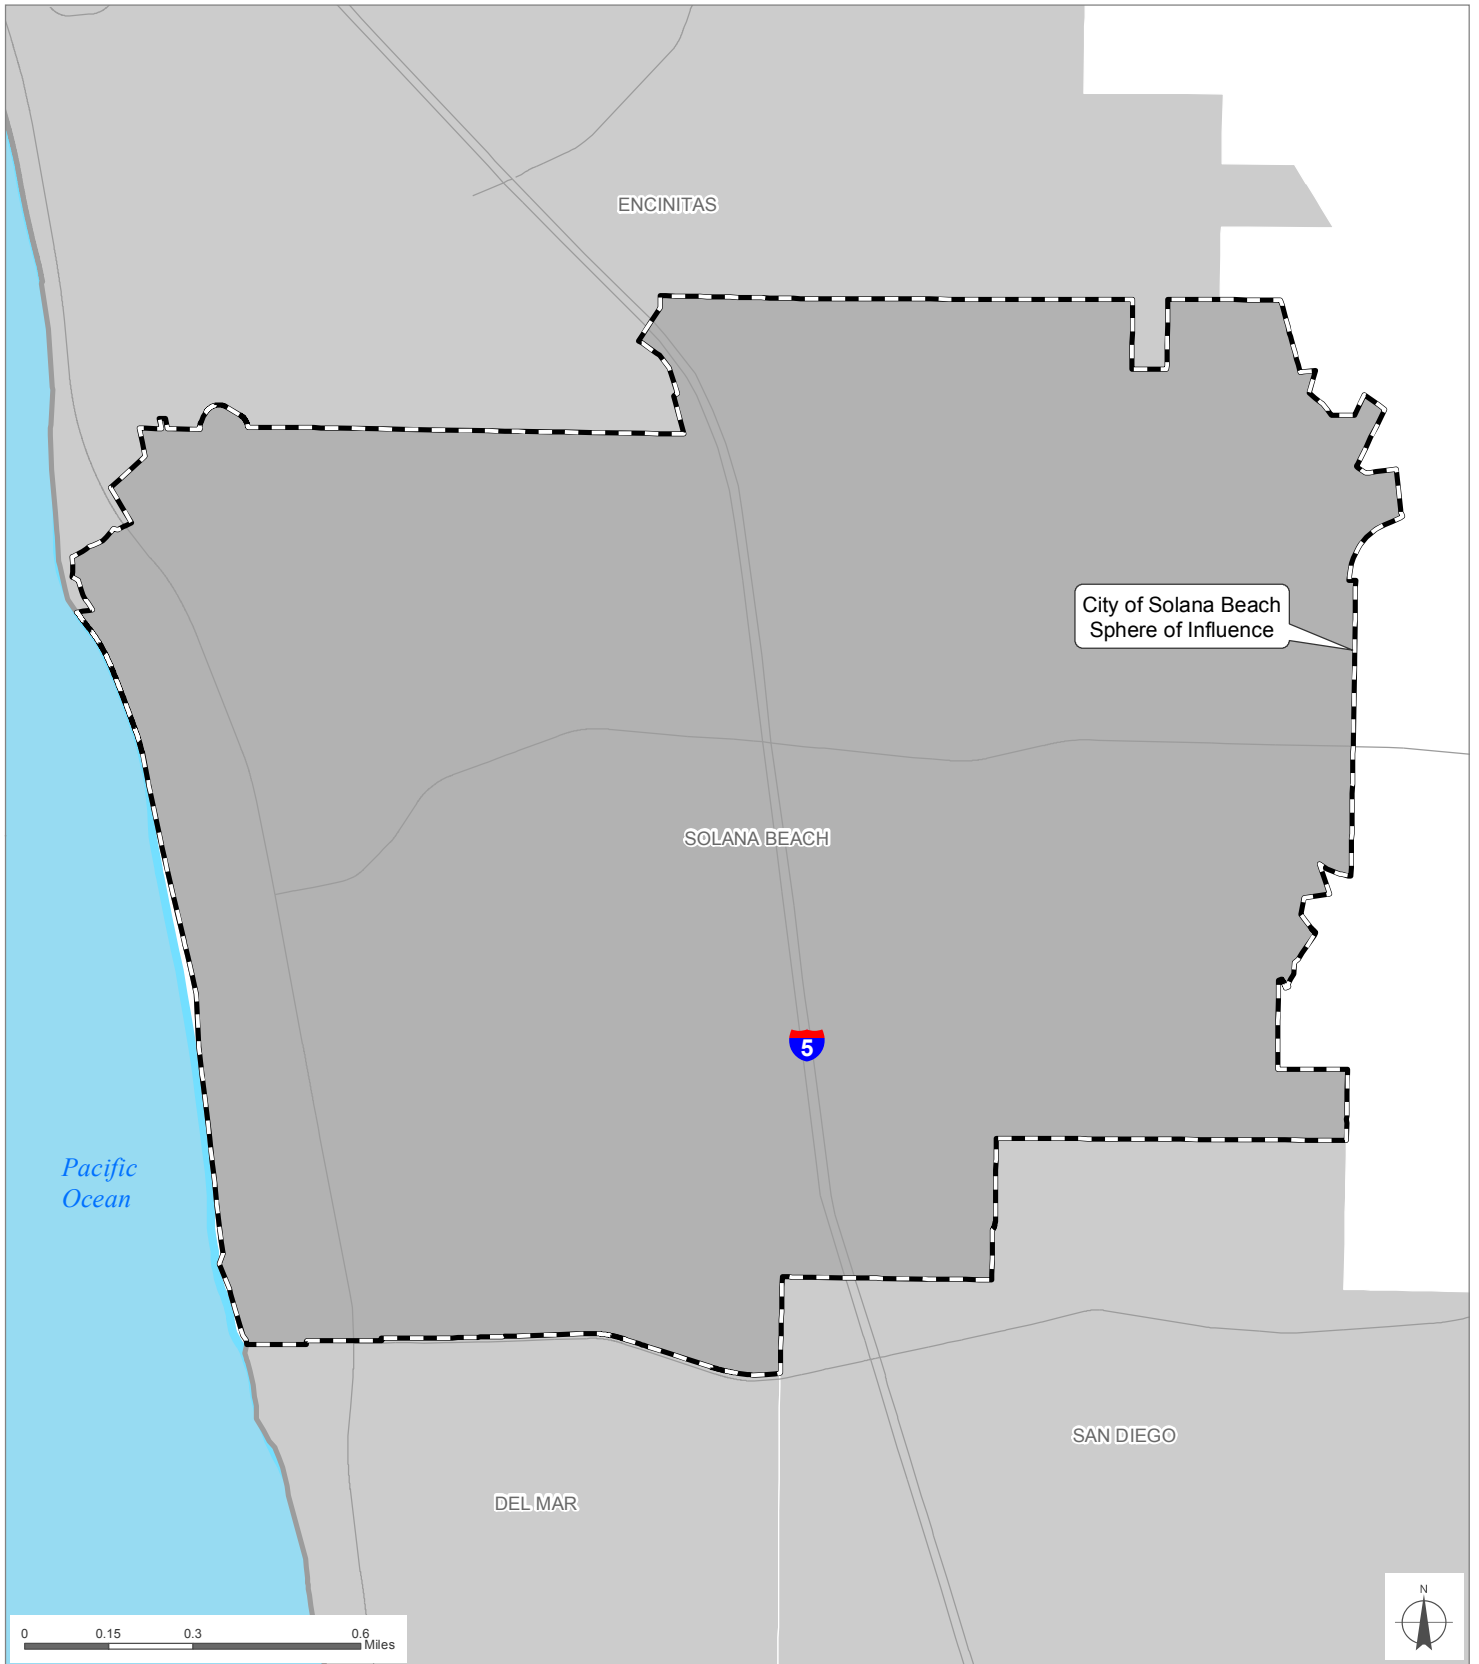 ENCINITAS
City of Solana Beach
Sphere of Influence
SOLANA BEACH
5
Pacific
Ocean
SAN DIEGO
DEL MAR
N
0 0.15 0.3 0.6
Miles